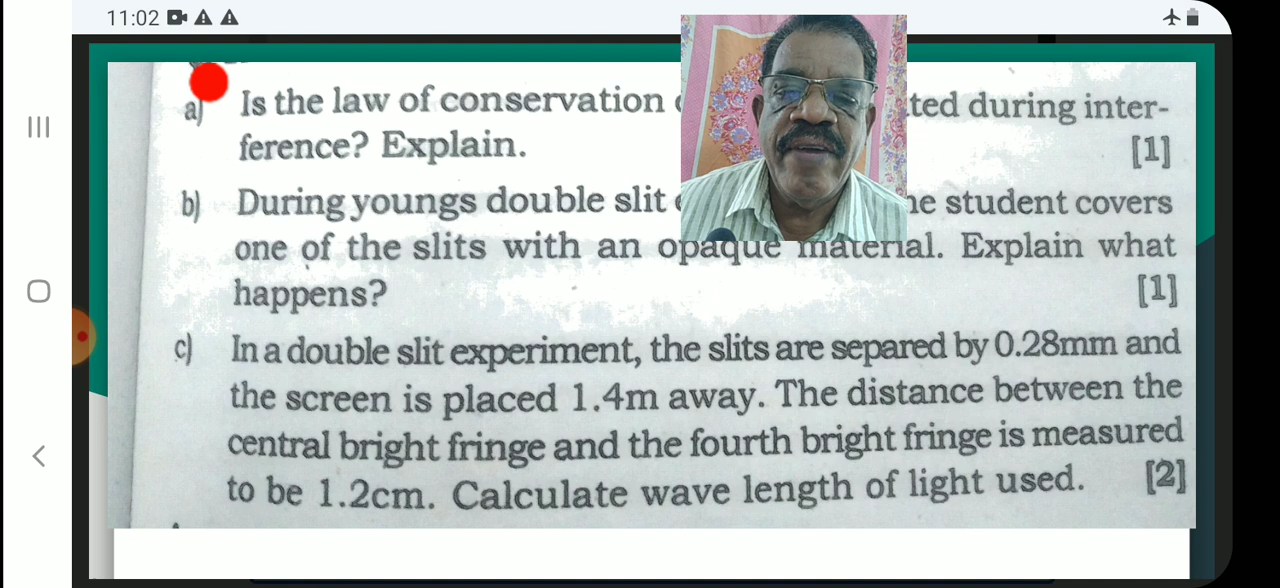 11:02
a) Is the law of conservation ted during inter-
ference? Explain. [1]
b) During youngs double slit he student covers
one of the slits with an opaque material. Explain what
happens? [1]
c) In a double slit experiment, the slits are separed by 0.28mm and
the screen is placed 1.4m away. The distance between the
central bright fringe and the fourth bright fringe is measured
to be 1.2cm. Calculate wave length of light used. [2]